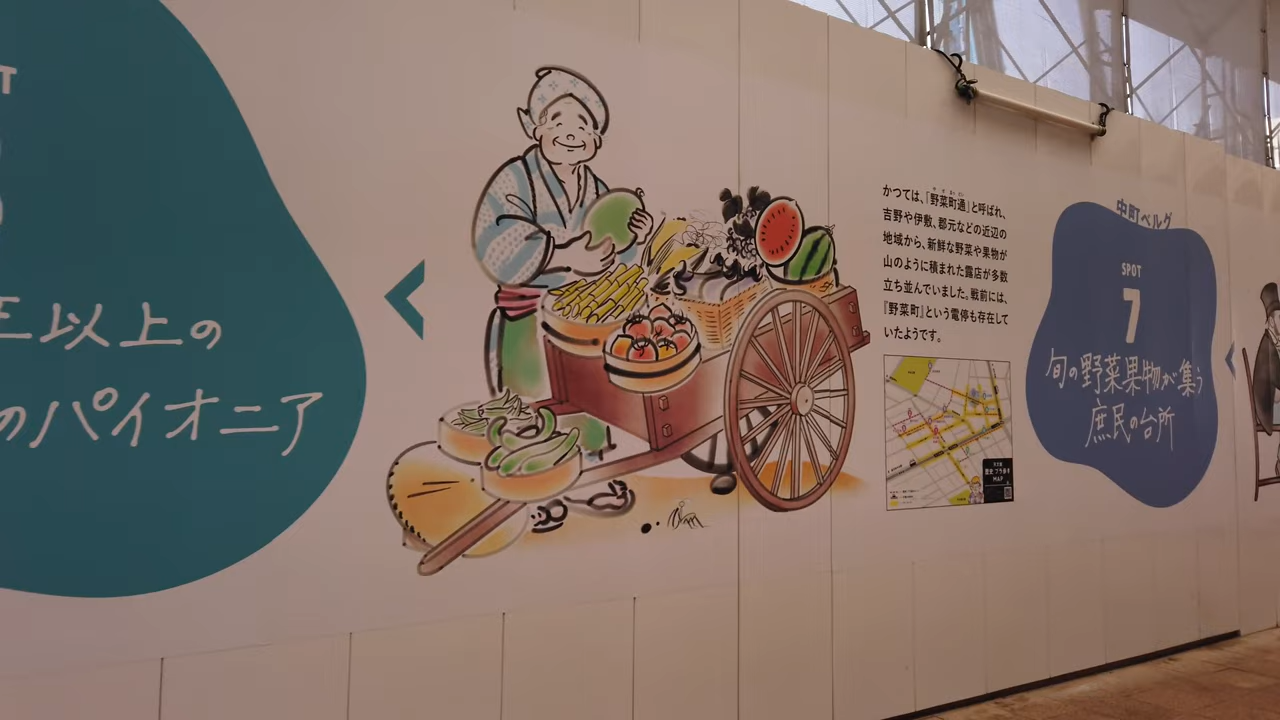 王以上の
のパイオニア
かつては、「野菜町通」と呼ばれ、
吉野や伊敷、郡元などの近辺の
地域から、新鮮な野菜や果物が
山のように積まれた露店が多数
立ち並んでいました。戦前には、
『野菜町』という電停も存在して
いたようです。
MAP
中町ベルグ
SPOT
7
旬の野菜果物が集う
庶民の台所